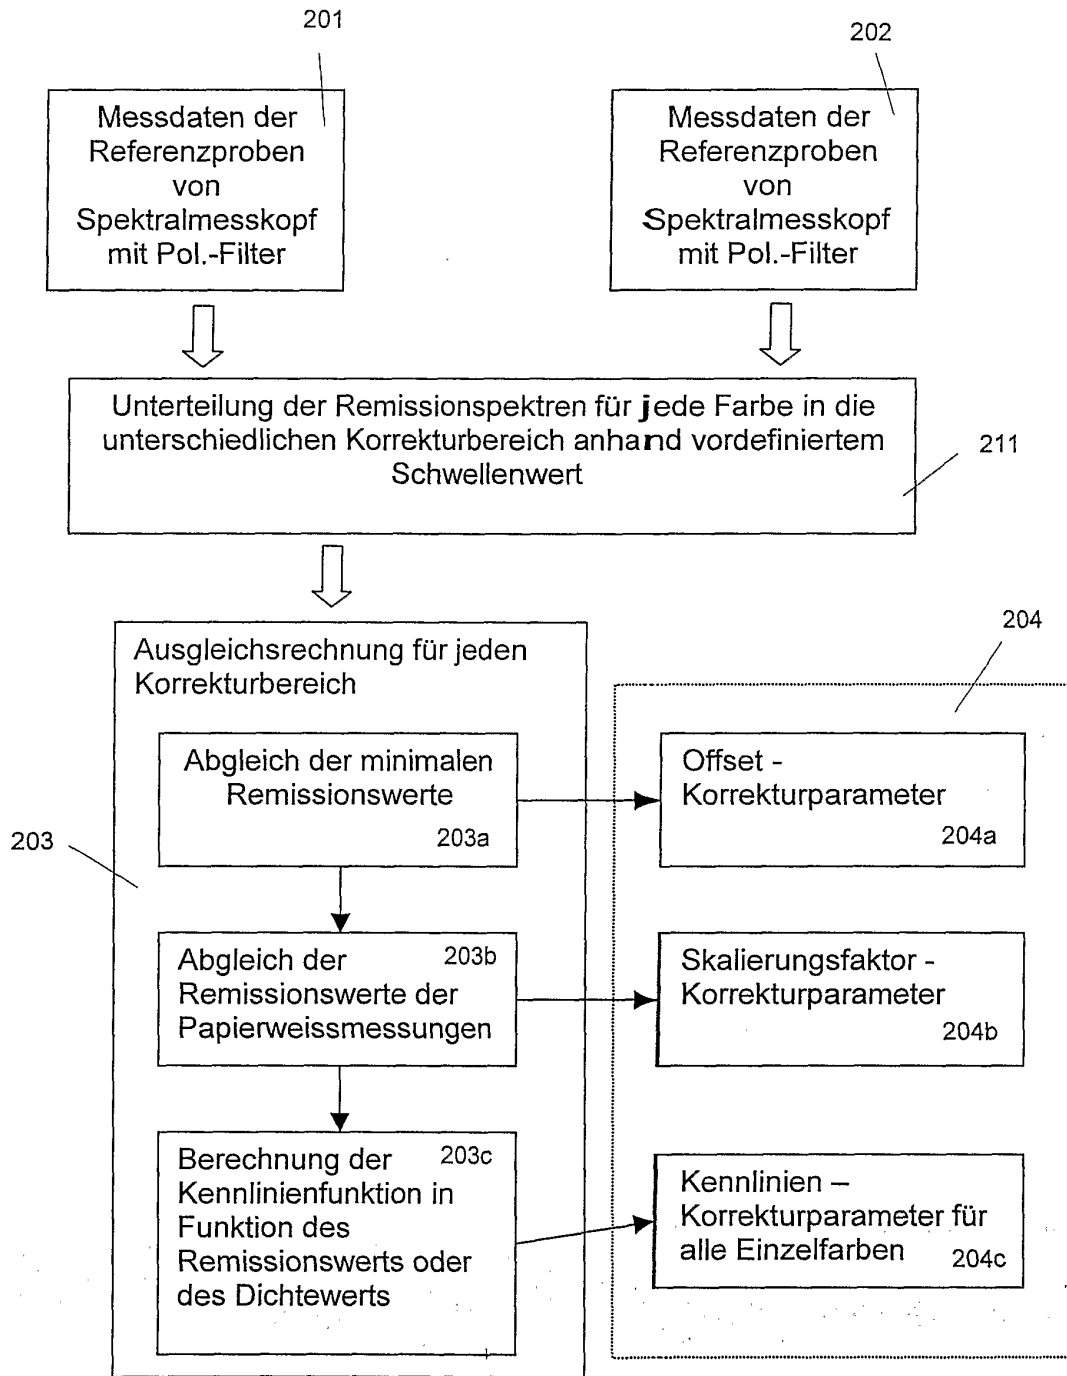 201
202
Messdaten der
Referenzproben
von
Spektralmesskopf
mit Pol.-Filter
Messdaten der
Referenzproben
von
Spektralmesskopf
mit Pol.-Filter
Unterteilung der Remissionspektren für jede Farbe in die
unterschiedlichen Korrekturbereich anhand vordefiniertem
Schwellenwert
211
204
Ausgleichsrechnung für jeden
Korrekturbereich
Abgleich der minimalen
Remissionswerte
203a
Offset -
Korrekturparameter
204a
203
Abgleich der 203b
Remissionswerte der
Papierweissmessungen
Skalierungsfaktor -
Korrekturparameter
204b
Berechnung der 203c
Kennlinienfunktion in
Funktion des
Remissionswerts oder
des Dichtewerts
Kennlinien –
Korrekturparameter für
alle Einzelfarben 204c